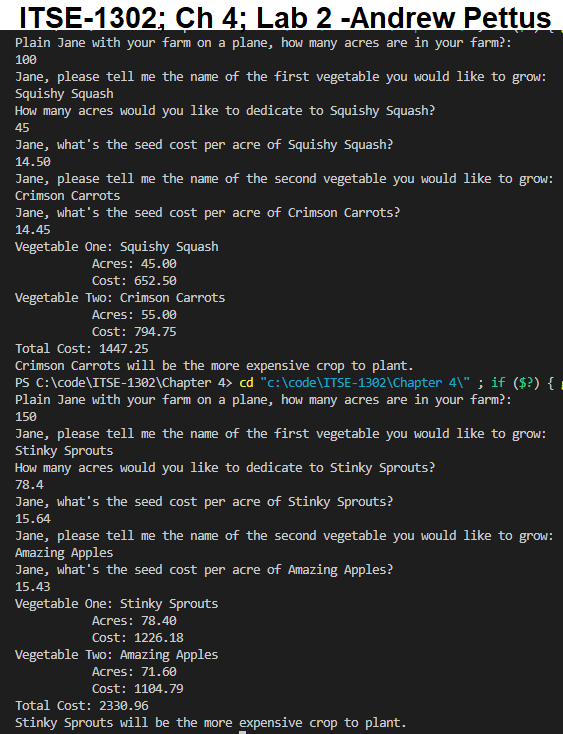 ITSE-1302; Ch 4; Lab 2 -Andrew Pettus
Plain Jane with your farm on a plane, how many acres are in your farm?:
100
Jane, please tell me the name of the first vegetable you would like to grow:
Squishy Squash
How many acres would you like to dedicate to Squishy Squash?
45
Jane, what's the seed cost per acre of Squishy Squash?
14.50
Jane, please tell me the name of the second vegetable you would like to grow:
Crimson Carrots
Jane, what's the seed cost per acre of Crimson Carrots?
14.45
Vegetable One: Squishy Squash
Acres: 45.00
Cost: 652.50
Vegetable Two: Crimson Carrots
Acres: 55.00
Cost: 794.75
Total Cost: 1447.25
Crimson Carrots will be the more expensive crop to plant.
PS C:\code\ITSE-1302\Chapter 4> cd "c:\code\ITSE-1302\Chapter 4\" ; if ($?) {
Plain Jane with your farm on a plane, how many acres are in your farm?:
150
Jane, please tell me the name of the first vegetable you would like to grow:
Stinky Sprouts
How many acres would you like to dedicate to Stinky Sprouts?
78.4
Jane, what's the seed cost per acre of Stinky Sprouts?
15.64
Jane, please tell me the name of the second vegetable you would like to grow:
Amazing Apples
Jane, what's the seed cost per acre of Amazing Apples?
15.43
Vegetable One: Stinky Sprouts
Acres: 78.40
Cost: 1226.18
Vegetable Two: Amazing Apples
Acres: 71.60
Cost: 1104.79
Total Cost: 2330.96
Stinky Sprouts will be the more expensive crop to plant.